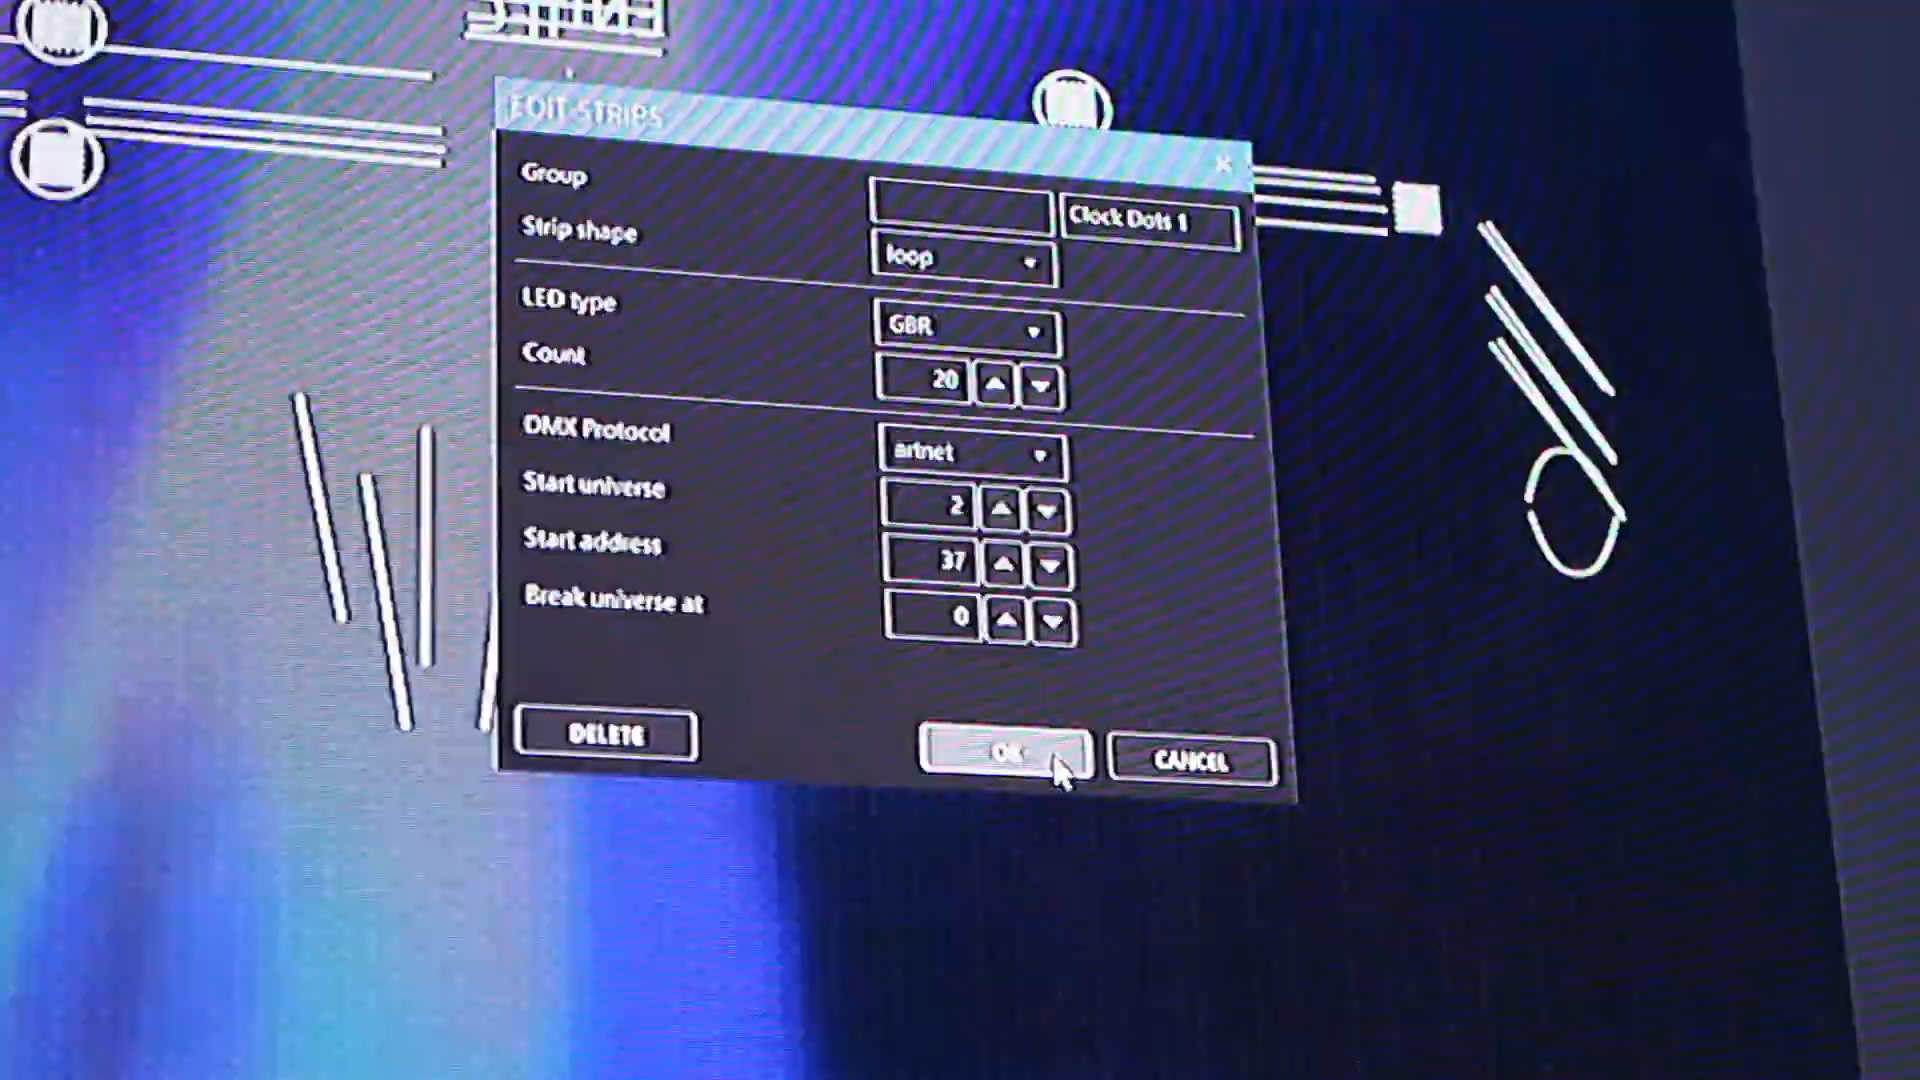 EDIT STRIPS
Group
Clock Dots 1
Strip shape
loop
LED type
GBR
Count
20
DMX Protocol
artnet
Start universe
2
Start address
37
Break universe at
0
DELETE
OK
CANCEL